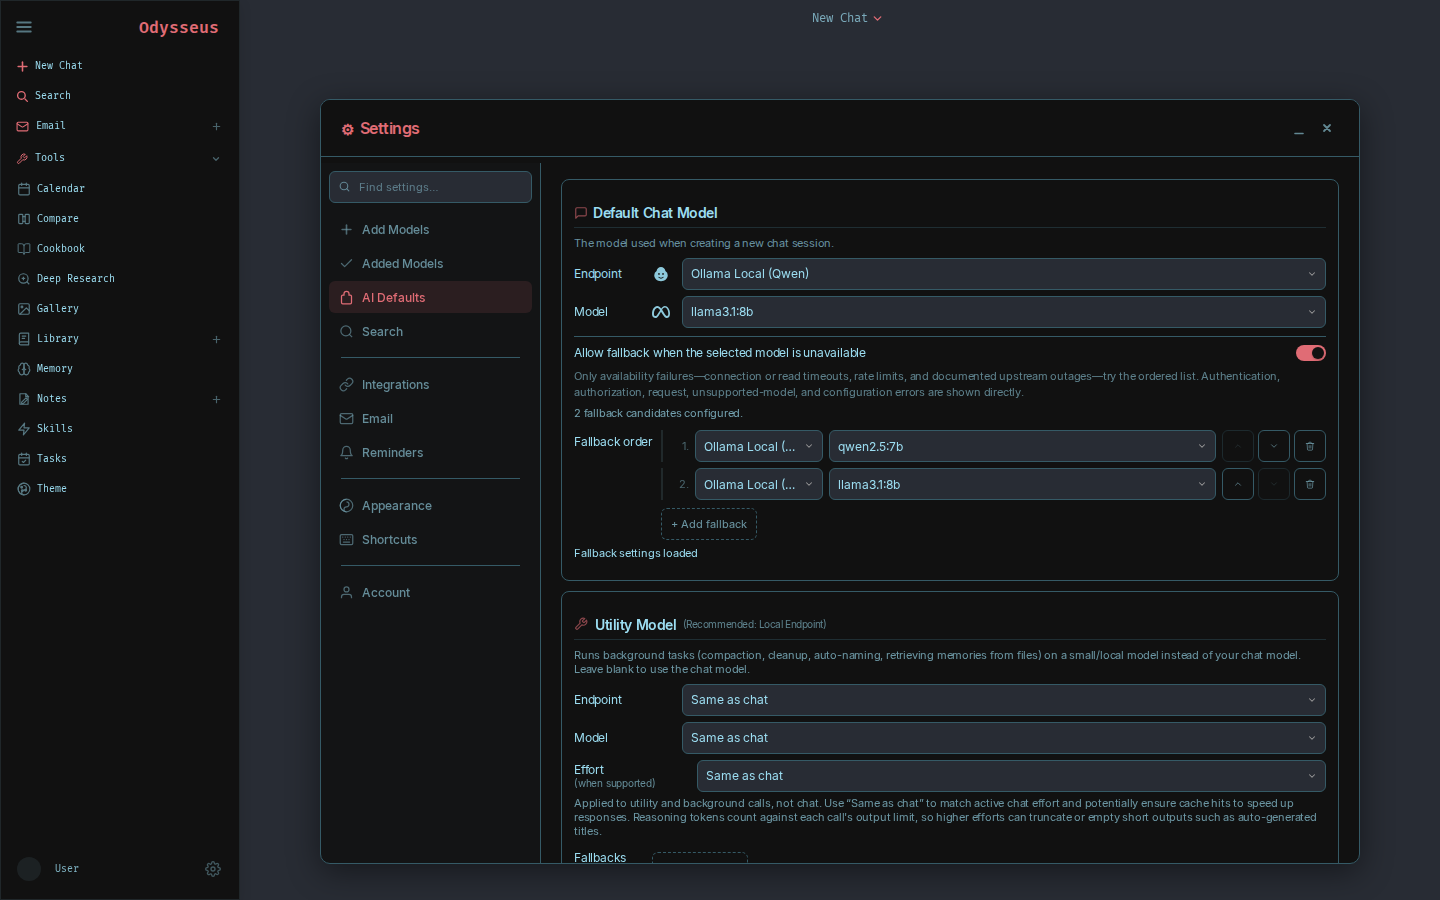 Odysseus
New Chat
Search
Email
Tools
Calendar
Compare
Cookbook
Deep Research
Gallery
Library
Memory
Notes
Skills
Tasks
Theme
User
New Chat
Settings
Find settings...
Add Models
Added Models
AI Defaults
Search
Integrations
Email
Reminders
Appearance
Shortcuts
Account
Default Chat Model
The model used when creating a new chat session.
Endpoint
Ollama Local (Qwen)
Model
llama3.1:8b
Allow fallback when the selected model is unavailable
Only availability failures—connection or read timeouts, rate limits, and documented upstream outages—try the ordered list. Authentication,
authorization, request, unsupported-model, and configuration errors are shown directly.
2 fallback candidates configured.
Fallback order
1. Ollama Local (... qwen2.5:7b
2. Ollama Local (... llama3.1:8b
+ Add fallback
Fallback settings loaded
Utility Model (Recommended: Local Endpoint)
Runs background tasks (compaction, cleanup, auto-naming, retrieving memories from files) on a small/local model instead of your chat model.
Leave blank to use the chat model.
Endpoint
Same as chat
Model
Same as chat
Effort
(when supported)
Same as chat
Applied to utility and background calls, not chat. Use “Same as chat” to match active chat effort and potentially ensure cache hits to speed up
responses. Reasoning tokens count against each call's output limit, so higher efforts can truncate or empty short outputs such as auto-generated
titles.
Fallbacks